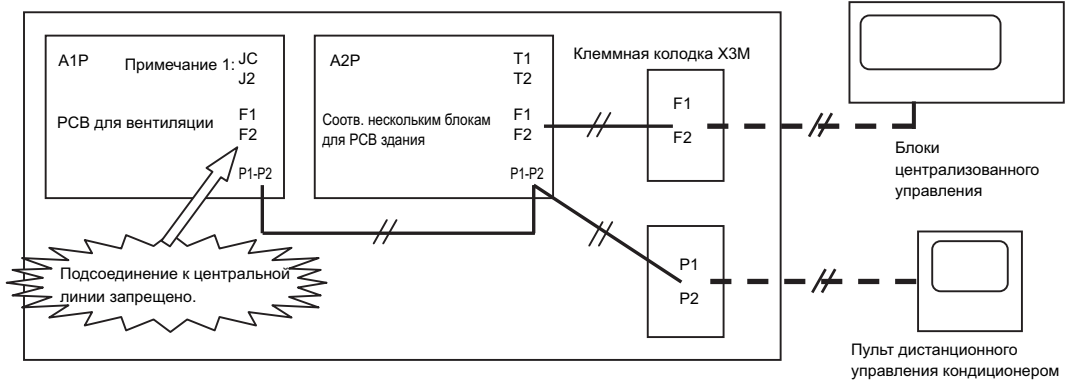 A1P
Примечание 1:
JC
J2
PCB для вентиляции
F1
F2
P1-P2
A2P
T1
T2
Соотв. нескольким блокам
для PCB здания
F1
F2
P1-P2
Клеммная колодка X3M
F1
F2
P1
P2
Блоки
централизованного
управления
Подсоединение к центральной
линии запрещено.
Пульт дистанционного
управления кондиционером